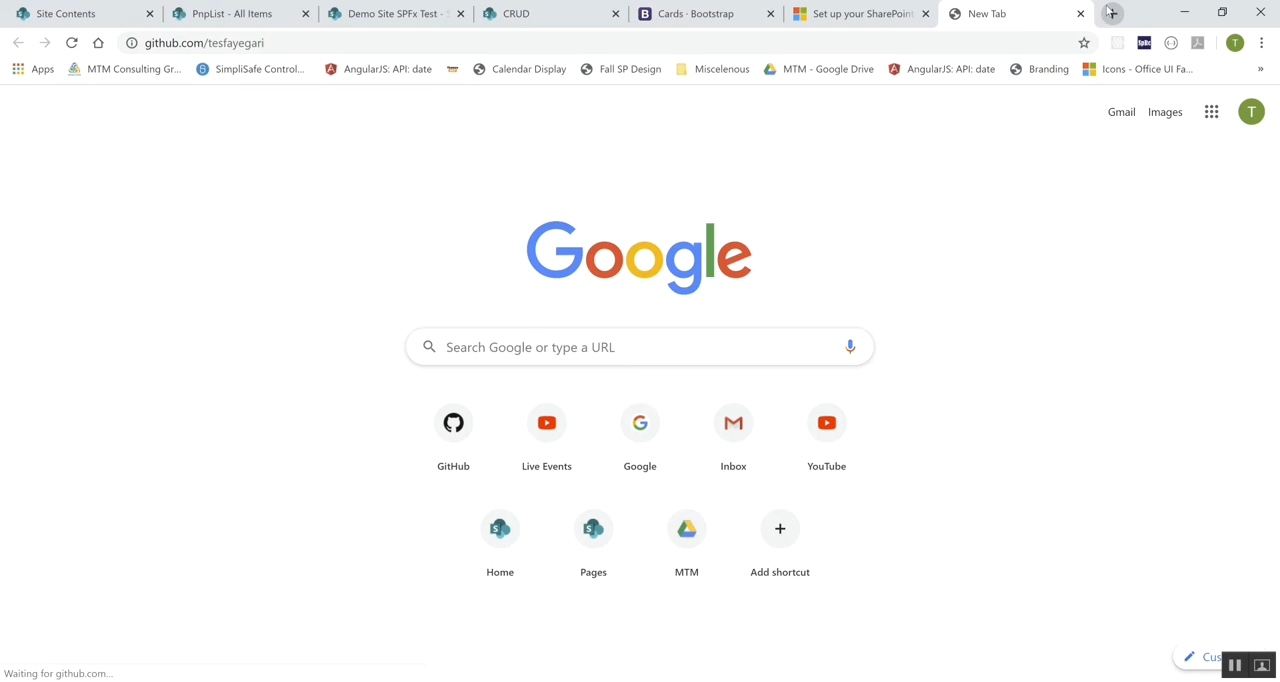 Site Contents
PnpList - All Items
Demo Site SPFx Test -
CRUD
Cards · Bootstrap
Set up your SharePoint
New Tab
github.com/tesfayegari
SpRc
T
Apps
MTM Consulting Gr...
SimpliSafe Control...
AngularJS: API: date
Calendar Display
Fall SP Design
Miscelenous
MTM - Google Drive
AngularJS: API: date
Branding
Icons - Office UI Fa...
»
Gmail
Images
T
Google
Search Google or type a URL
GitHub
Live Events
Google
Inbox
YouTube
Home
Pages
MTM
Add shortcut
Cus
Waiting for github.com...